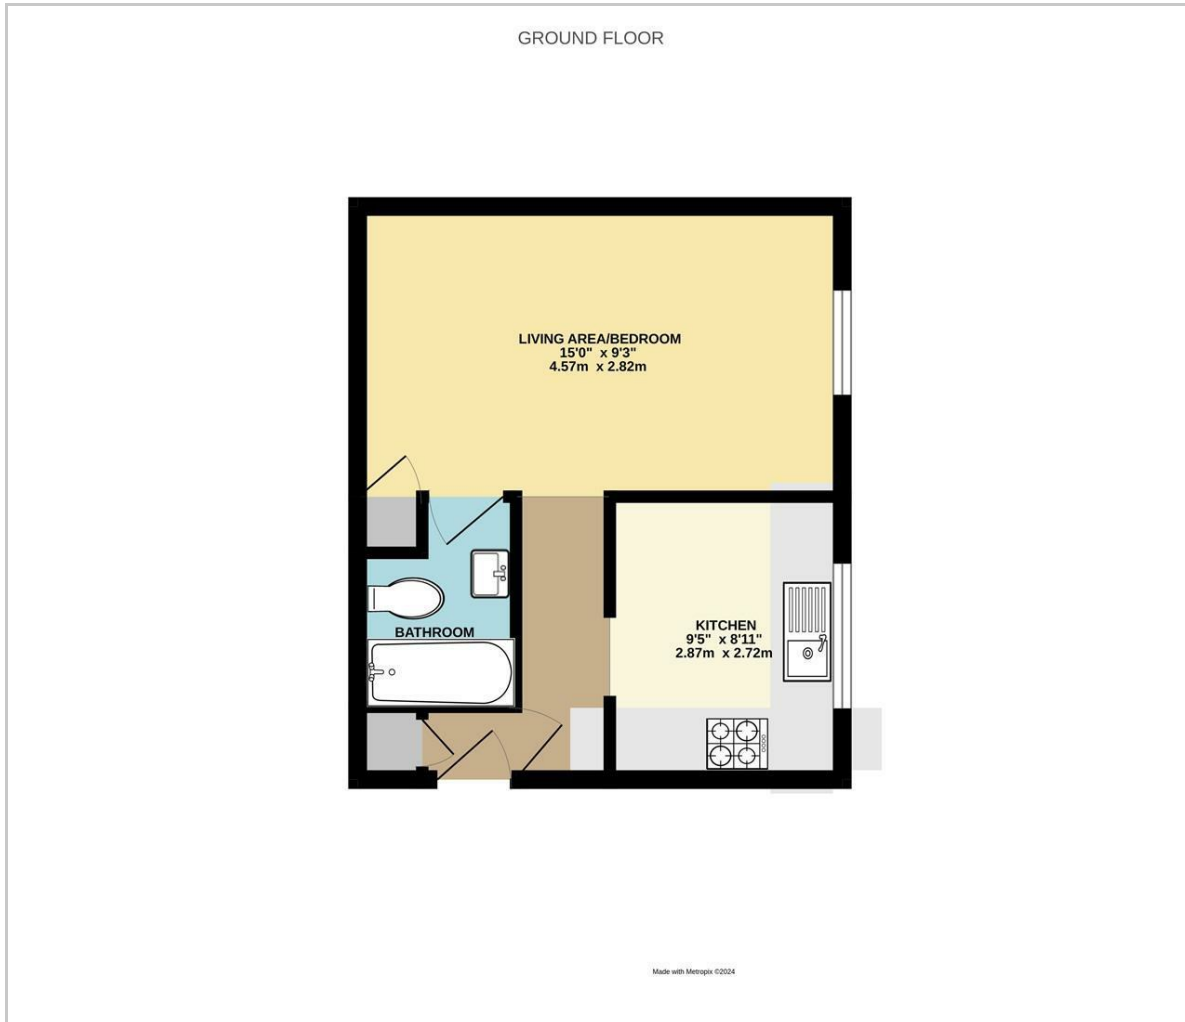 GROUND FLOOR
LIVING AREA/BEDROOM
15'0" x 9'3"
4.57m x 2.82m
KITCHEN
9'5" x 8'11"
2.87m x 2.72m
BATHROOM
Made with Metropix ©2024